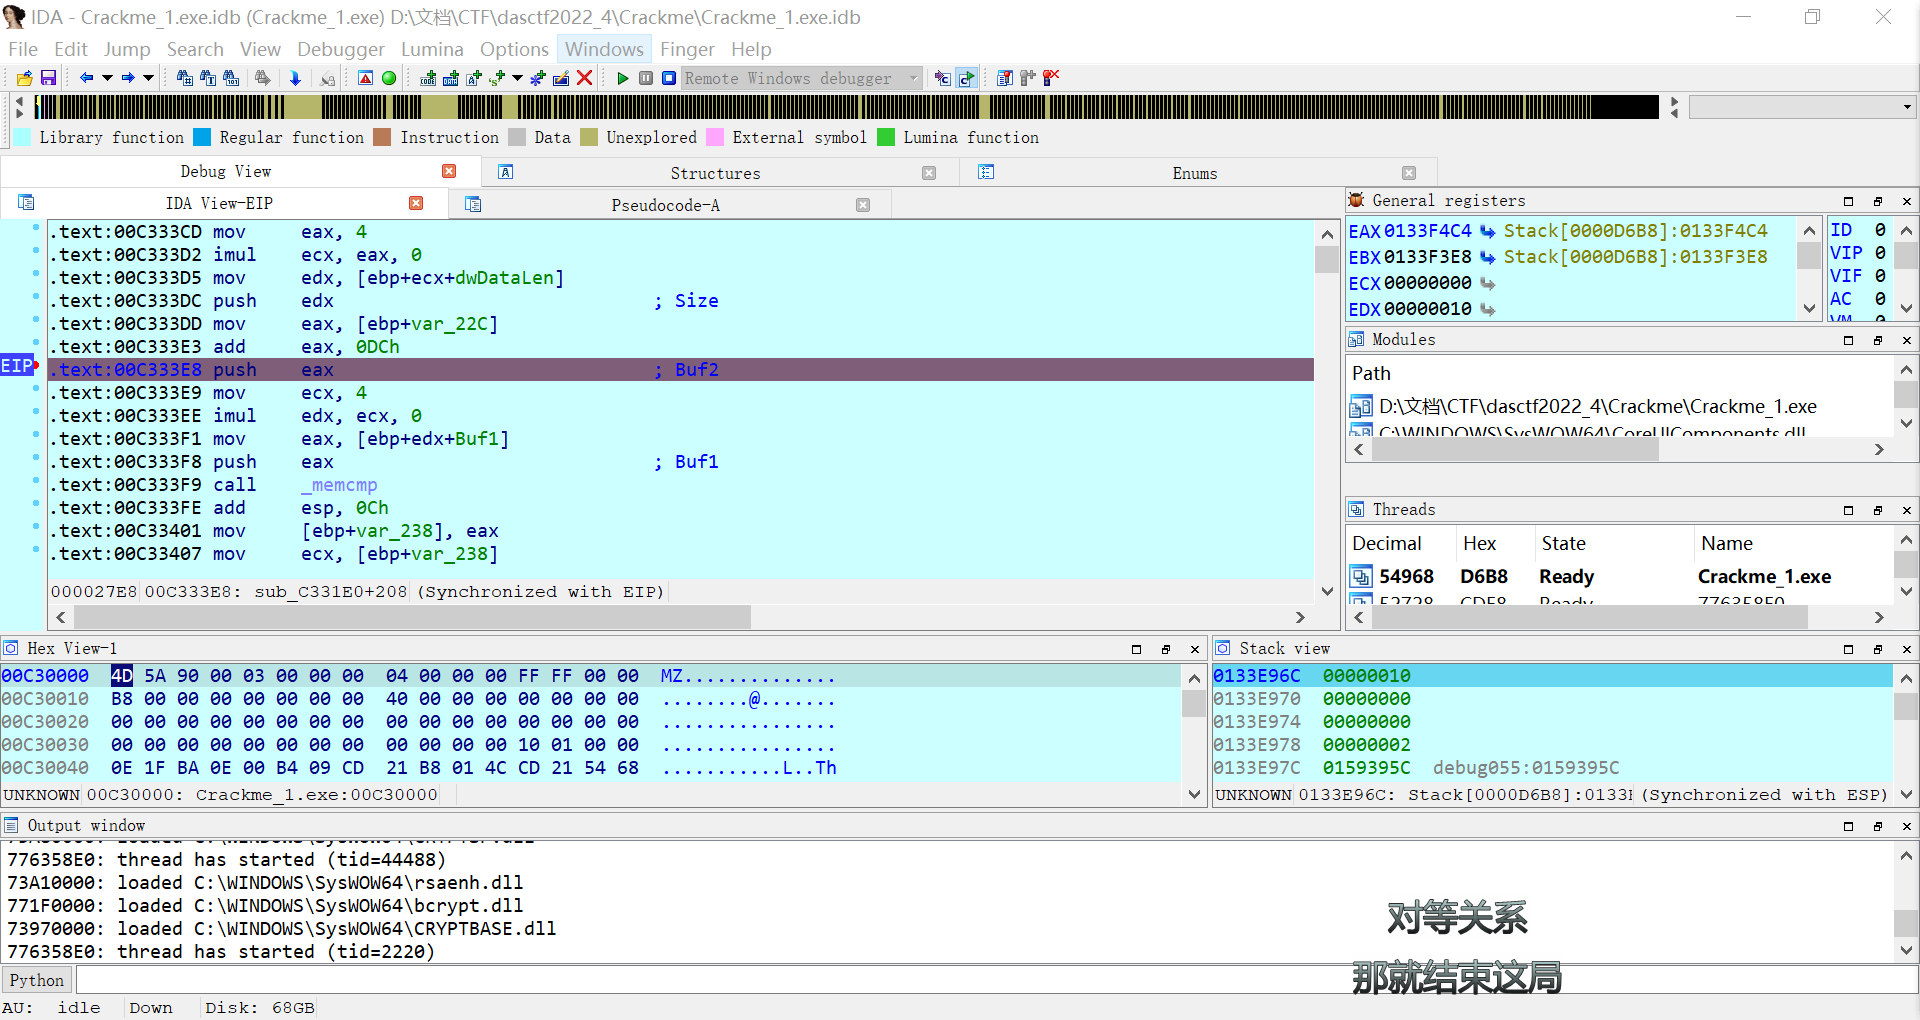 IDA - Crackme_1.exe.idb (Crackme_1.exe) D:\文档\CTF\dasctf2022_4\Crackme\Crackme_1.exe.idb
File Edit Jump Search View Debugger Lumina Options Windows Finger Help
Remote Windows debugger
Library function Regular function Instruction Data Unexplored External symbol Lumina function
Debug View Structures Enums
IDA View-EIP Pseudocode-A
.text:00C333CD mov eax, 4
.text:00C333D2 imul ecx, eax, 0
.text:00C333D5 mov edx, [ebp+ecx+dwDataLen]
.text:00C333DC push edx ; Size
.text:00C333DD mov eax, [ebp+var_22C]
.text:00C333E3 add eax, 0DCh
EIP .text:00C333E8 push eax ; Buf2
.text:00C333E9 mov ecx, 4
.text:00C333EE imul edx, ecx, 0
.text:00C333F1 mov eax, [ebp+edx+Buf1]
.text:00C333F8 push eax ; Buf1
.text:00C333F9 call _memcmp
.text:00C333FE add esp, 0Ch
.text:00C33401 mov [ebp+var_238], eax
.text:00C33407 mov ecx, [ebp+var_238]
000027E8 00C333E8: sub_C331E0+208 (Synchronized with EIP)
General registers
EAX 0133F4C4 Stack[0000D6B8]:0133F4C4
EBX 0133F3E8 Stack[0000D6B8]:0133F3E8
ECX 00000000
EDX 00000010
ID 0
VIP 0
VIF 0
AC 0
VM 0
Modules
Path
D:\文档\CTF\dasctf2022_4\Crackme\Crackme_1.exe
C:\WINDOWS\SysWOW64\CoreUIComponents.dll
Threads
Decimal Hex State Name
54968 D6B8 Ready Crackme_1.exe
52728 CDF8 Ready 776358E0
Hex View-1
00C30000 4D 5A 90 00 03 00 00 00 04 00 00 00 FF FF 00 00 MZ..............
00C30010 B8 00 00 00 00 00 00 00 40 00 00 00 00 00 00 00 ........@.......
00C30020 00 00 00 00 00 00 00 00 00 00 00 00 00 00 00 00 ................
00C30030 00 00 00 00 00 00 00 00 00 00 00 00 10 01 00 00 ................
00C30040 0E 1F BA 0E 00 B4 09 CD 21 B8 01 4C CD 21 54 68 ...........L..Th
UNKNOWN 00C30000: Crackme_1.exe:00C30000
Stack view
0133E96C 00000010
0133E970 00000000
0133E974 00000000
0133E978 00000002
0133E97C 0159395C debug055:0159395C
UNKNOWN 0133E96C: Stack[0000D6B8]:0133 (Synchronized with ESP)
Output window
776358E0: thread has started (tid=44488)
73A10000: loaded C:\WINDOWS\SysWOW64\rsaenh.dll
771F0000: loaded C:\WINDOWS\SysWOW64\bcrypt.dll
73970000: loaded C:\WINDOWS\SysWOW64\CRYPTBASE.dll
776358E0: thread has started (tid=2220)
对等关系
那就结束这局
Python
AU: idle Down Disk: 68GB